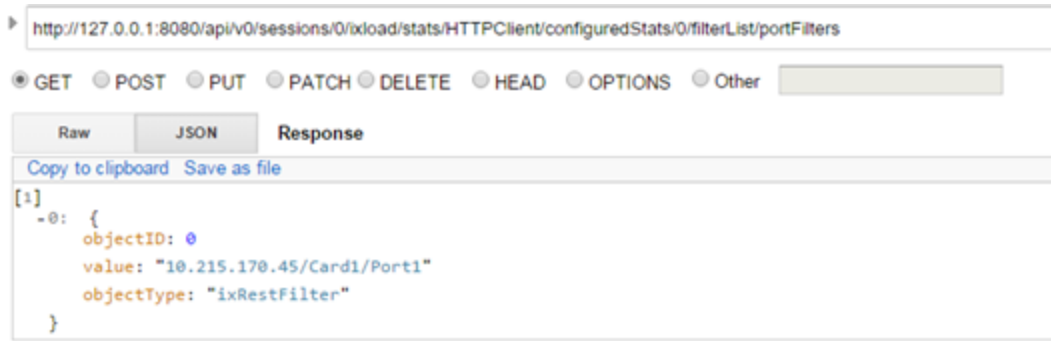 http://127.0.0.1:8080/api/v0/sessions/0/ixload/stats/HTTPClient/configuredStats/0/filterList/portFilters
GET POST PUT PATCH DELETE HEAD OPTIONS Other
Raw JSON Response
Copy to clipboard Save as file
[1]
-0: {
objectID: 0
value: "10.215.170.45/Card1/Port1"
objectType: "ixRestFilter"
}